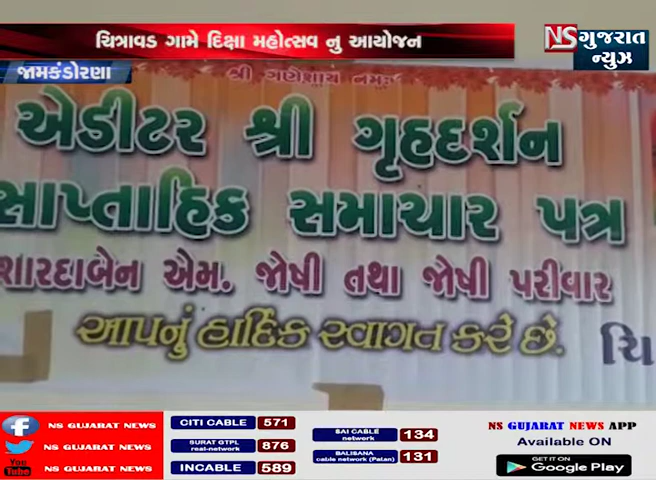 ચિત્રાવડ ગામે દિક્ષા મહોત્સવ નુ આયોજન
NS ગુજરાત
ન્યુઝ
જામકંડોરણા
શ્રી ગણેશાય નમઃ
એડીટર શ્રી ગૃહદર્શન
સાપ્તાહિક સમાચાર પત્ર
શારદાબેન એમ. જોષી તથા જોષી પરીવાર
આપનું હાર્દિક સ્વાગત કરે છે.
ચિ
f NS GUJARAT NEWS
NS GUJARAT NEWS
You Tube NS GUJARAT NEWS
CITI CABLE 571
SURAT GTPL real-network 876
INCABLE 589
SAI CABLE network 134
BALISANA cable network (Patan) 131
NS GUJARAT NEWS APP
Available ON
GET IT ON
Google Play